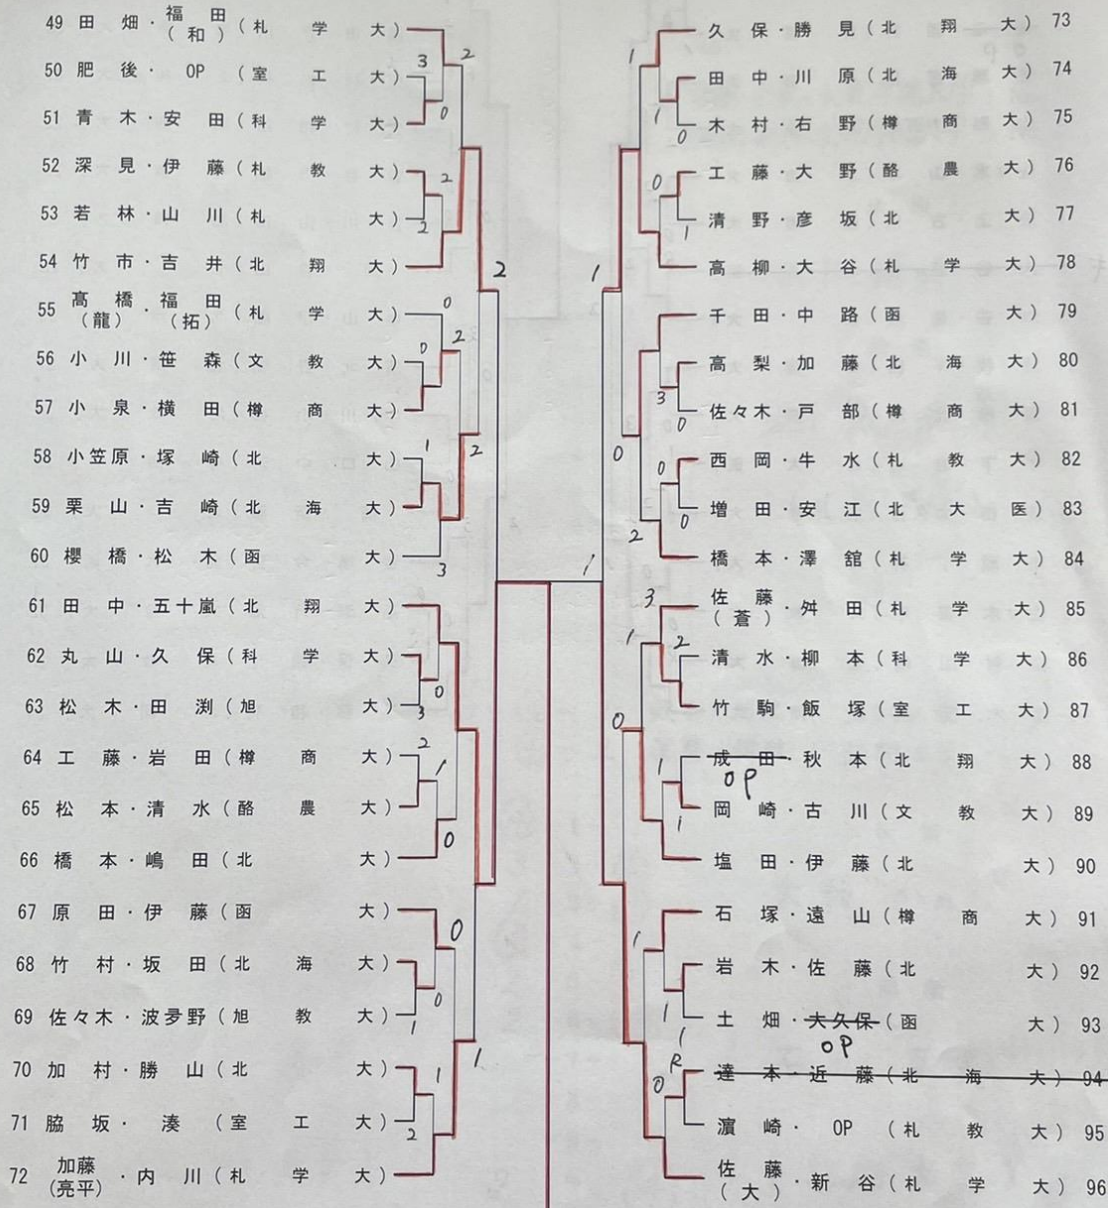 49 田畑・福田(和)(札学大)
50 肥後・OP(室工大)
51 青木・安田(科学大)
52 深見・伊藤(札教大)
53 若林・山川(札大)
54 竹市・吉井(北翔大)
55 髙橋(龍)・福田(拓)(札学大)
56 小川・笹森(文教大)
57 小泉・横田(樽商大)
58 小笠原・塚崎(北大)
59 栗山・吉崎(北海大)
60 櫻橋・松木(函大)
61 田中・五十嵐(北翔大)
62 丸山・久保(科学大)
63 松木・田渕(旭大)
64 工藤・岩田(樽商大)
65 松本・清水(酪農大)
66 橋本・嶋田(北大)
67 原田・伊藤(函大)
68 竹村・坂田(北海大)
69 佐々木・波夛野(旭教大)
70 加村・勝山(北大)
71 脇坂・湊(室工大)
72 加藤(亮平)・内川(札学大)
3
2
0
2
2
2
0
2
0
1
2
3
0
3
2
1
0
0
0
1
1
1
2
1
久保・勝見(北翔大)73
田中・川原(北海大)74
木村・右野(樽商大)75
工藤・大野(酪農大)76
清野・彦坂(北大)77
高柳・大谷(札学大)78
千田・中路(函大)79
高梨・加藤(北海大)80
佐々木・戸部(樽商大)81
西岡・牛水(札教大)82
増田・安江(北大医)83
橋本・澤舘(札学大)84
佐藤(蒼)・舛田(札学大)85
清水・柳本(科学大)86
竹駒・飯塚(室工大)87
成田・秋本(北翔大)88
OP
岡崎・古川(文教大)89
塩田・伊藤(北大)90
石塚・遠山(樽商大)91
岩木・佐藤(北大)92
土畑・大久保(函大)93
OP
達本・近藤(北海大)94
濵崎・OP(札教大)95
佐藤(大)・新谷(札学大)96
1
1
0
0
1
0
1
3
0
0
0
0
2
3
1
2
0
1
1
1
1
1
R
0